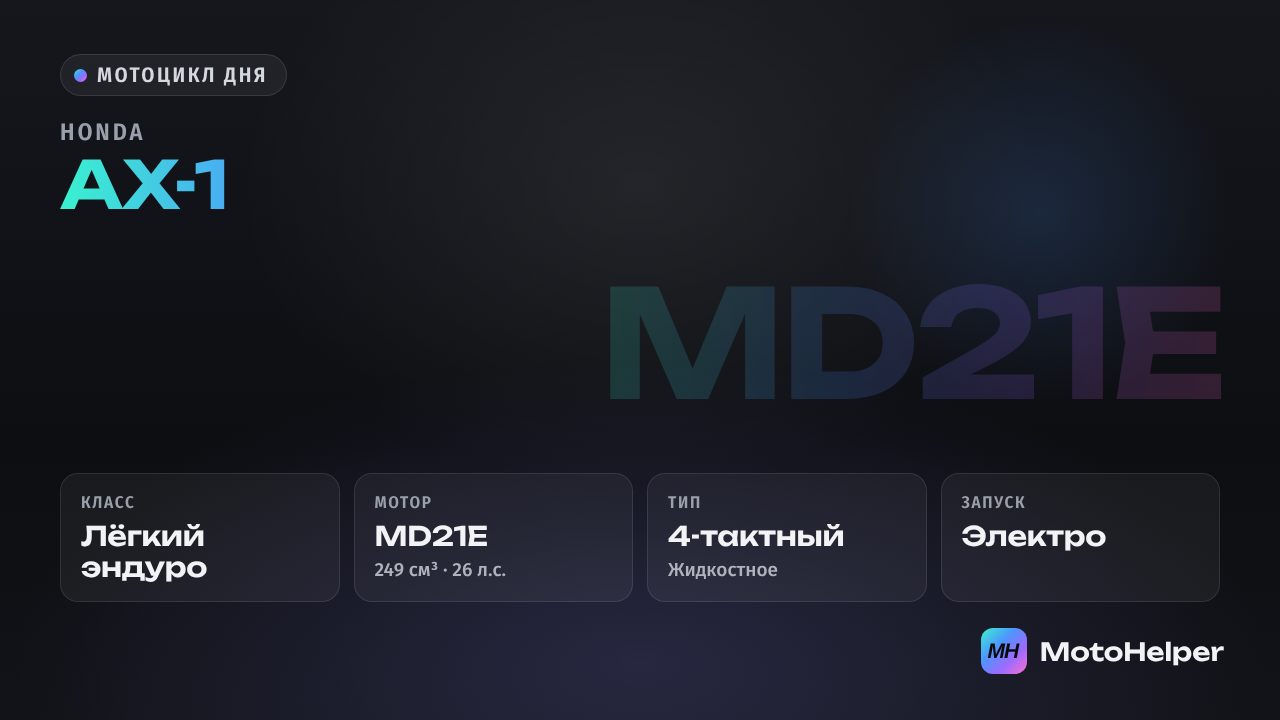 МОТОЦИКЛ ДНЯ
HONDA
AX-1
MD21E
КЛАСС
Лёгкий
эндуро
МОТОР
MD21E
249 см³ · 26 л.с.
ТИП
4-тактный
Жидкостное
ЗАПУСК
Электро
MH MotoHelper